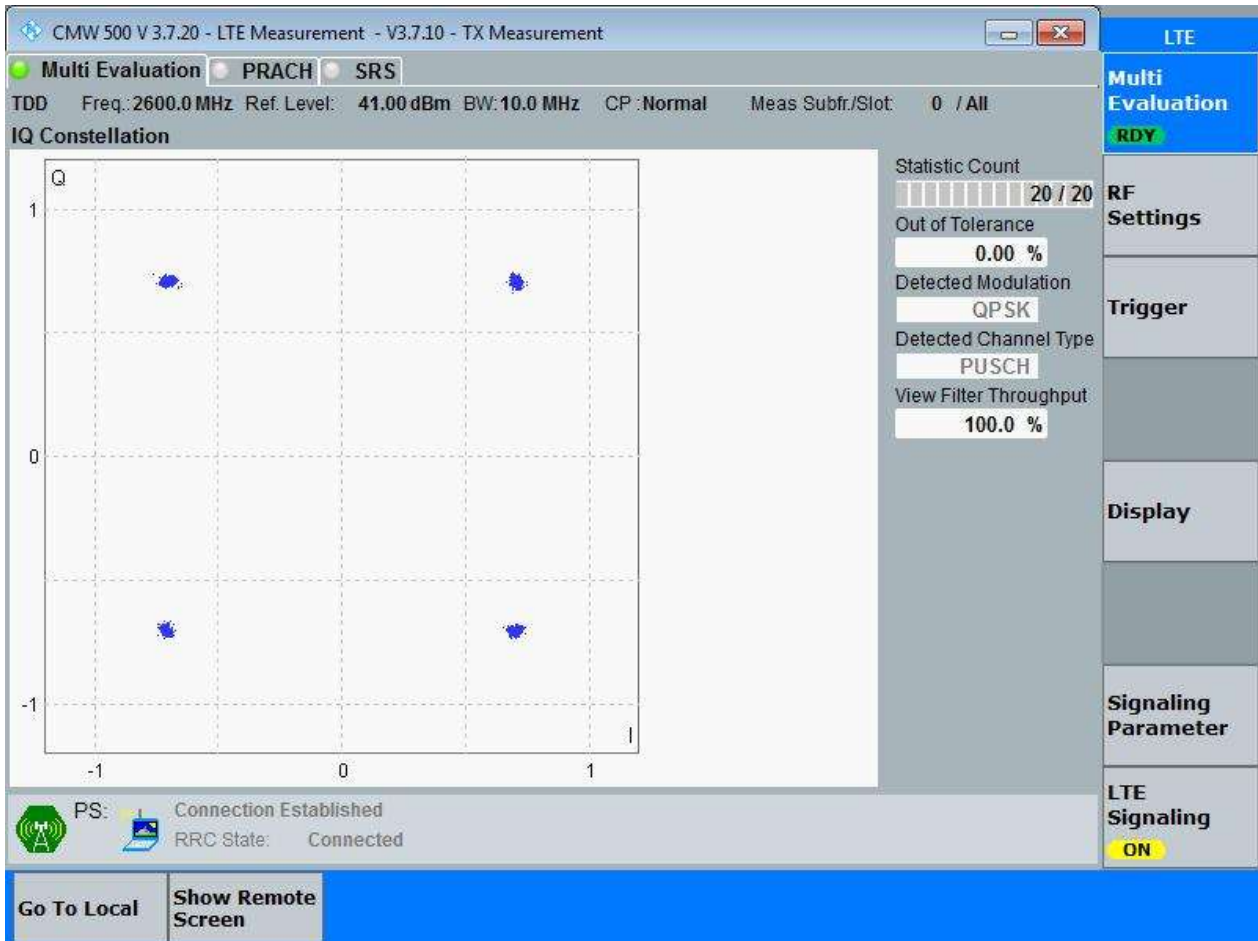 CMW 500 V 3.7.20 - LTE Measurement - V3.7.10 - TX Measurement
Multi Evaluation PRACH SRS
TDD Freq.: 2600.0 MHz Ref. Level: 41.00 dBm BW: 10.0 MHz CP : Normal Meas Subfr./Slot: 0 / All
IQ Constellation
Q
1
0
-1
I
-1 0 1
Statistic Count
20 / 20
Out of Tolerance
0.00 %
Detected Modulation
QPSK
Detected Channel Type
PUSCH
View Filter Throughput
100.0 %
PS: Connection Established
RRC State: Connected
LTE
Multi
Evaluation
RDY
RF
Settings
Trigger
Display
Signaling
Parameter
LTE
Signaling
ON
Go To Local
Show Remote
Screen